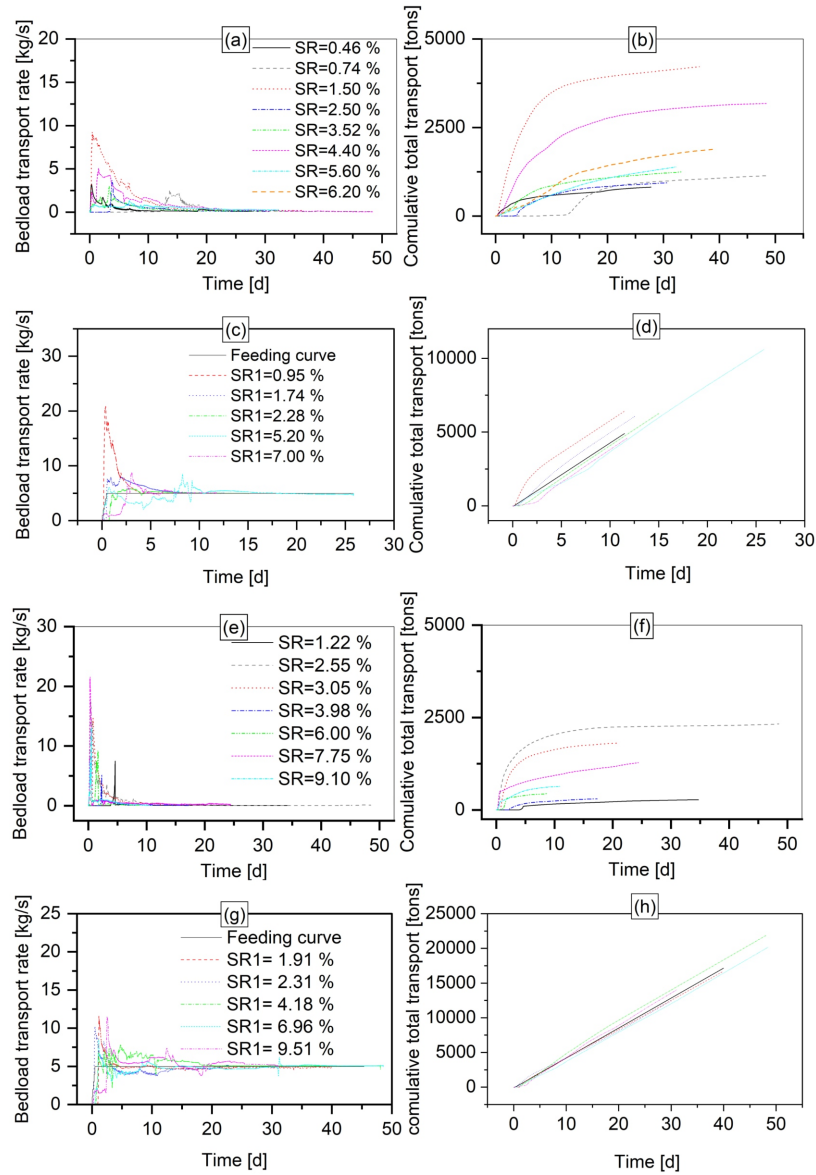 (a)
Bedload transport rate [kg/s]
20
15
10
5
0
0 10 20 30 40 50
Time [d]
SR=0.46 %
SR=0.74 %
SR=1.50 %
SR=2.50 %
SR=3.52 %
SR=4.40 %
SR=5.60 %
SR=6.20 %
(b)
Comulative total transport [tons]
5000
2500
0
0 10 20 30 40 50
Time [d]
(c)
Bedload transport rate [kg/s]
35
30
25
20
15
10
5
0
0 5 10 15 20 25 30
Time [d]
Feeding curve
SR1=0.95 %
SR1=1.74 %
SR1=2.28 %
SR1=5.20 %
SR1=7.00 %
(d)
Comulative total transport [tons]
10000
5000
0
0 5 10 15 20 25 30
Time [d]
(e)
Bedload transport rate [kg/s]
30
20
10
0
0 10 20 30 40 50
Time [d]
SR=1.22 %
SR=2.55 %
SR=3.05 %
SR=3.98 %
SR=6.00 %
SR=7.75 %
SR=9.10 %
(f)
Comulative total transport [tons]
5000
2500
0
0 10 20 30 40 50
Time [d]
(g)
Bedload transport rate [kg/s]
25
20
15
10
5
0
0 10 20 30 40 50
Time [d]
Feeding curve
SR1= 1.91 %
SR1= 2.31 %
SR1= 4.18 %
SR1= 6.96 %
SR1= 9.51 %
(h)
comulative total transport [tons]
25000
20000
15000
10000
5000
0
0 10 20 30 40 50
Time [d]